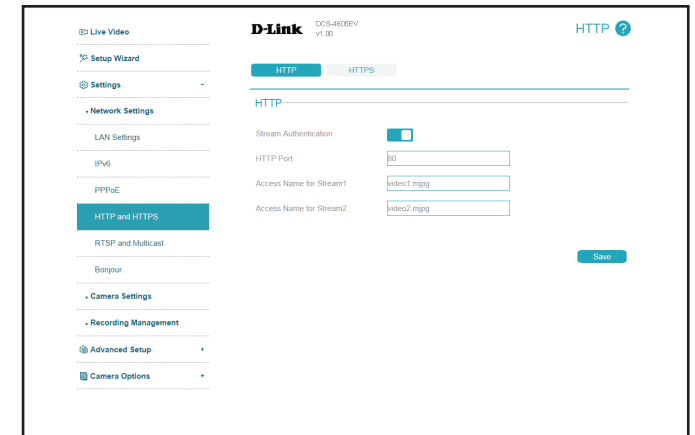 Live Video
Setup Wizard
Settings -
Network Settings
LAN Settings
IPv6
PPPoE
HTTP and HTTPS
RTSP and Multicast
Bonjour
Camera Settings
Recording Management
Advanced Setup +
Camera Options +
D-Link DCS-4605EV
v1.00
HTTP ?
HTTP HTTPS
HTTP
Stream Authentication
HTTP Port 80
Access Name for Stream1 video1.mjpg
Access Name for Stream2 video2.mjpg
Save